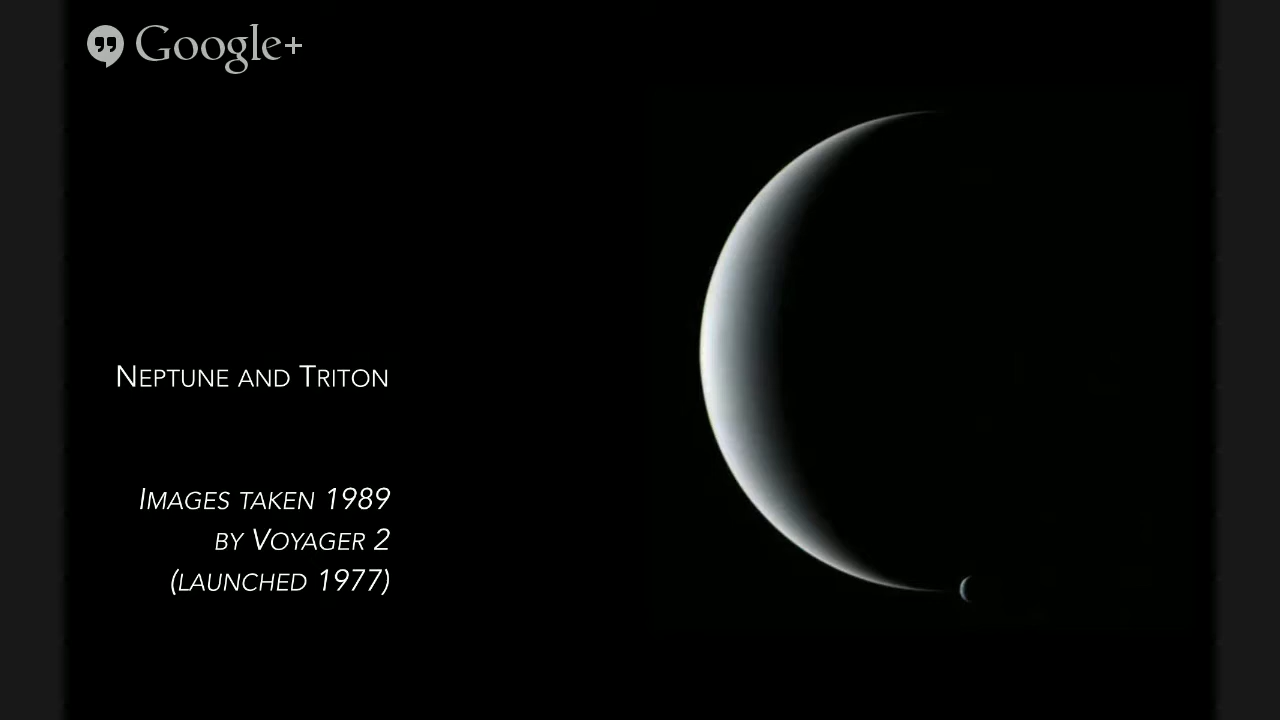 Google+
Neptune and Triton
Images taken 1989
by Voyager 2
(launched 1977)